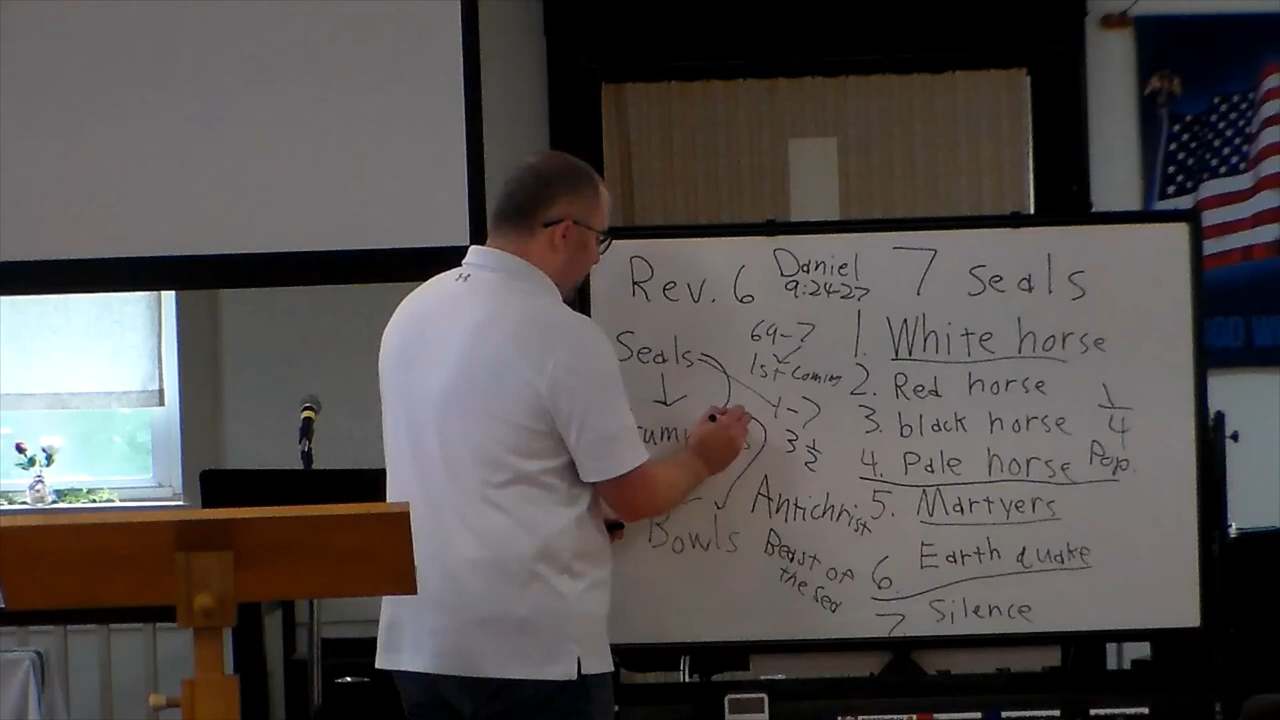 Rev. 6
Daniel
9:24-27
7 Seals
Seals
Bowls
69-7
1st coming
1-7
3 1/2
Antichrist
Beast of
the Sea
1. White horse
2. Red horse
3. black horse
1/4
4. Pale horse
Pop.
5. Martyers
6. Earth quake
7 Silence